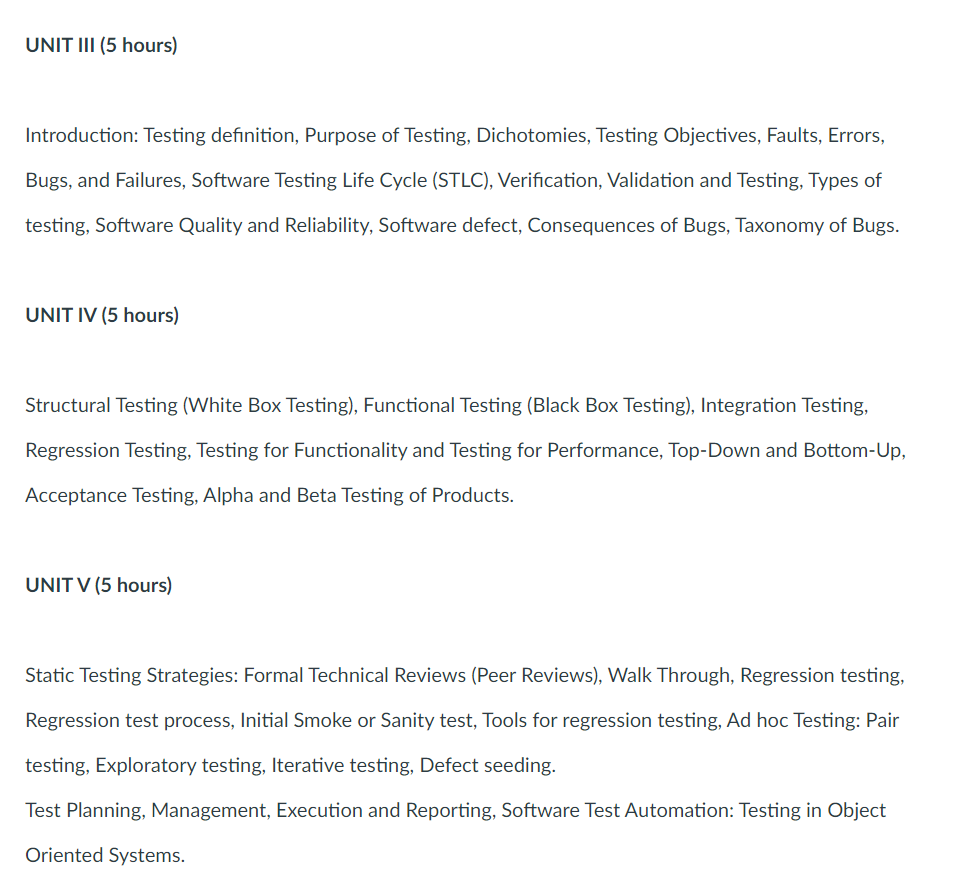 UNIT III (5 hours)
Introduction: Testing definition, Purpose of Testing, Dichotomies, Testing Objectives, Faults, Errors,
Bugs, and Failures, Software Testing Life Cycle (STLC), Verification, Validation and Testing, Types of
testing, Software Quality and Reliability, Software defect, Consequences of Bugs, Taxonomy of Bugs.
UNIT IV (5 hours)
Structural Testing (White Box Testing), Functional Testing (Black Box Testing), Integration Testing,
Regression Testing, Testing for Functionality and Testing for Performance, Top-Down and Bottom-Up,
Acceptance Testing, Alpha and Beta Testing of Products.
UNIT V (5 hours)
Static Testing Strategies: Formal Technical Reviews (Peer Reviews), Walk Through, Regression testing,
Regression test process, Initial Smoke or Sanity test, Tools for regression testing, Ad hoc Testing: Pair
testing, Exploratory testing, Iterative testing, Defect seeding.
Test Planning, Management, Execution and Reporting, Software Test Automation: Testing in Object
Oriented Systems.